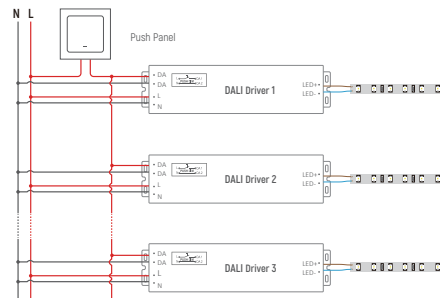 N L
Push Panel
DA
DA
L
N
DALI Driver 1
LED+
LED-
DA
DA
L
N
DALI Driver 2
LED+
LED-
DA
DA
L
N
DALI Driver 3
LED+
LED-